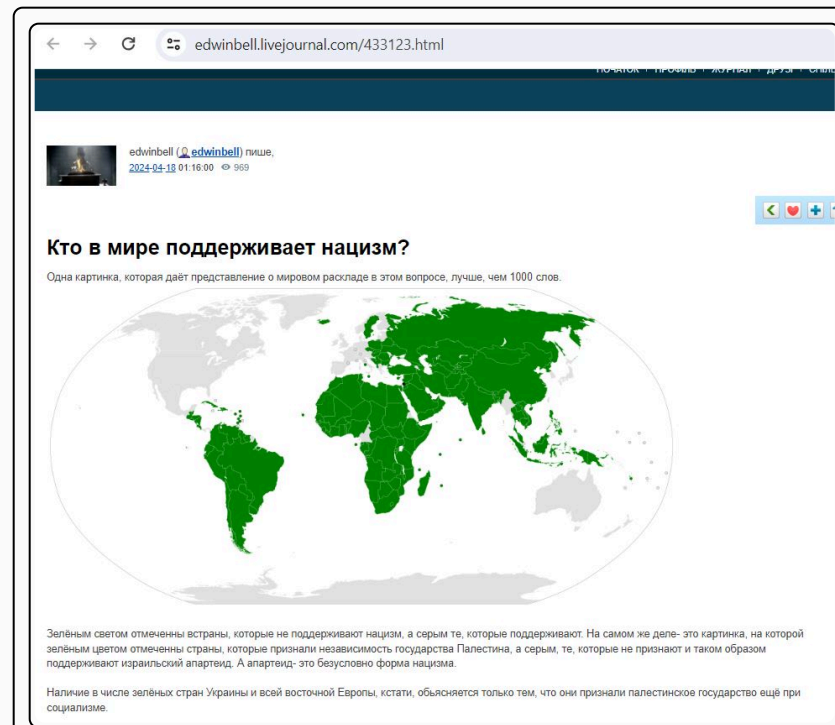 edwinbell.livejournal.com/433123.html
ПОЧАТОК ПРОФІЛЬ ЖУРНАЛ ДРУЗІ
edwinbell (edwinbell) пише,
2024-04-18 01:16:00 969
Кто в мире поддерживает нацизм?
Одна картинка, которая даёт представление о мировом раскладе в этом вопросе, лучше, чем 1000 слов.
Зелёным светом отмеченны встраны, которые не поддерживают нацизм, а серым те, которые поддерживают. На самом же деле- это картинка, на которой
зелёным цветом отмеченны страны, которые признали независимость государства Палестина, а серым, те, которые не признают и таком образом
поддерживают израильский апартеид. А апартеид- это безусловно форма нацизма.
Наличие в числе зелёных стран Украины и всей восточной Европы, кстати, обьясняется только тем, что они признали палестинское государство ещё при
социализме.